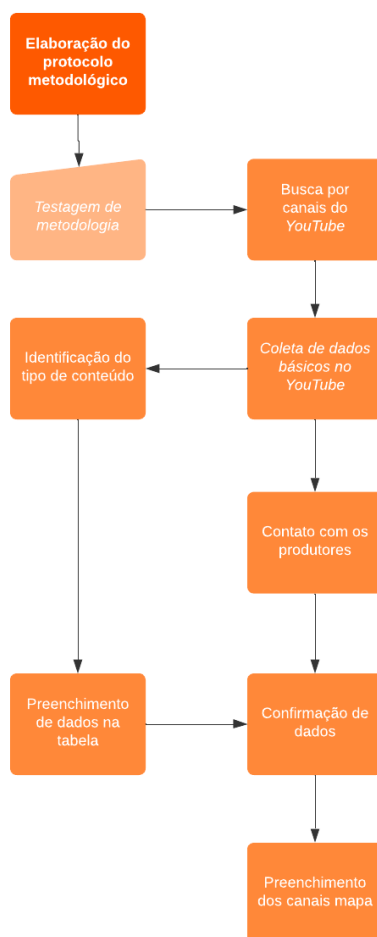 Elaboração do
protocolo
metodológico
Testagem de
metodologia
Busca por
canais do
YouTube
Identificação do
tipo de conteúdo
Coleta de dados
básicos no
YouTube
Contato com os
produtores
Preenchimento
de dados na
tabela
Confirmação de
dados
Preenchimento
dos canais mapa